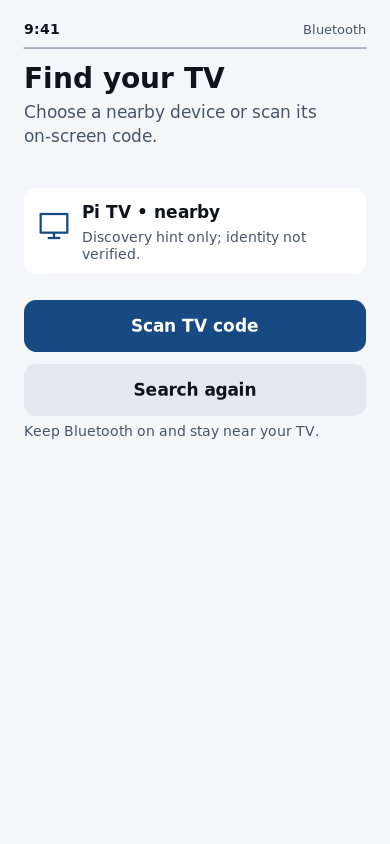 9:41
Bluetooth
Find your TV
Choose a nearby device or scan its
on-screen code.
Pi TV • nearby
Discovery hint only; identity not
verified.
Scan TV code
Search again
Keep Bluetooth on and stay near your TV.